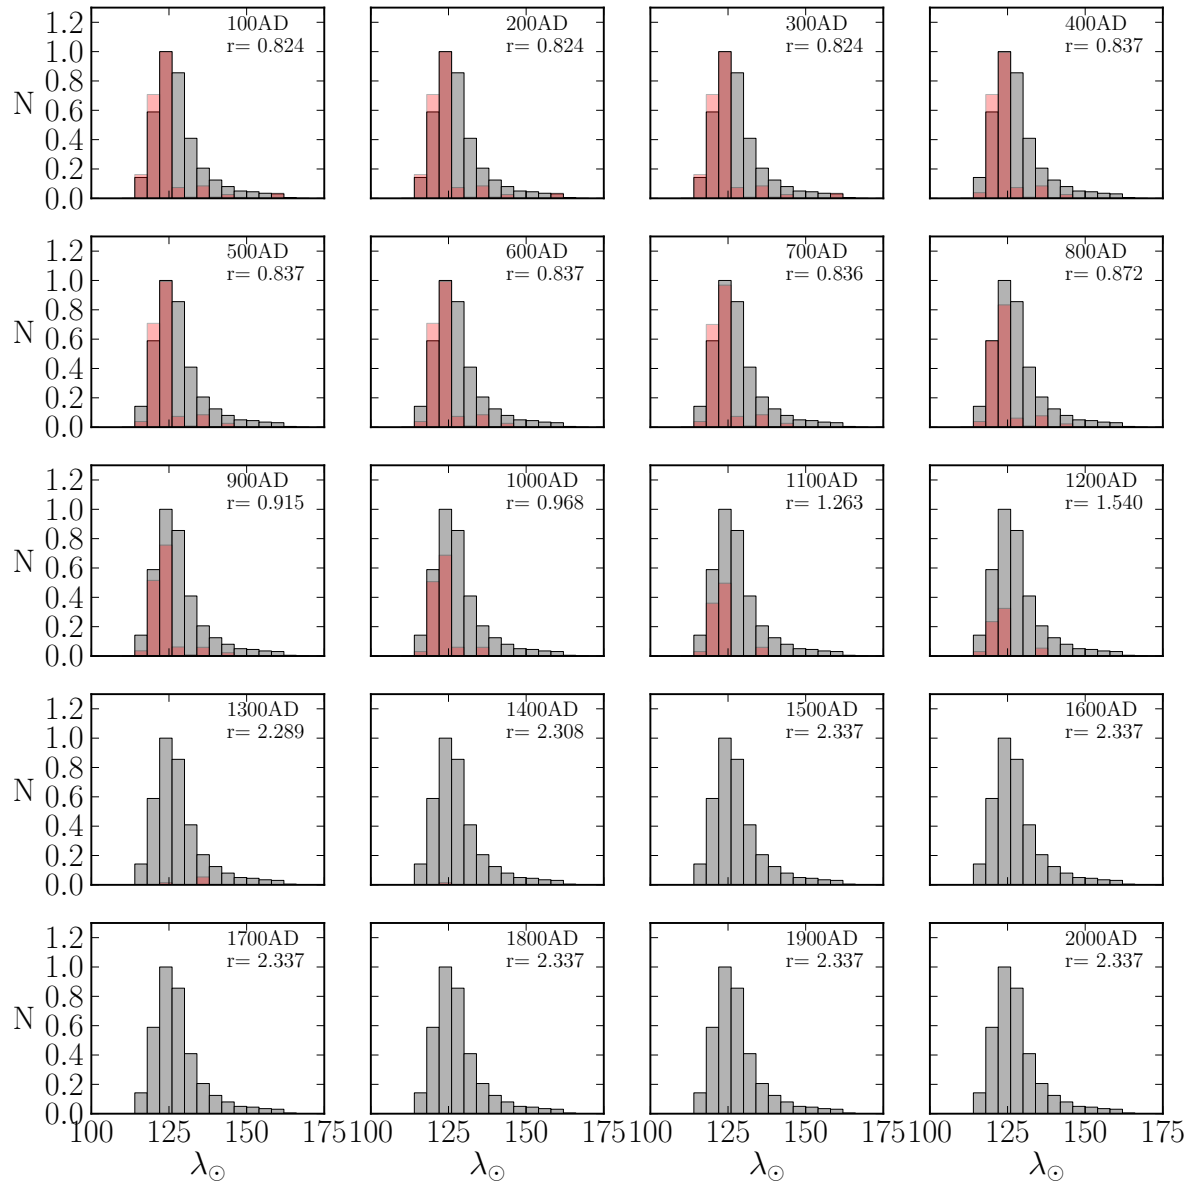 1.2
1.0
0.8
0.6
0.4
0.2
0.0
N
100AD
r= 0.824
200AD
r= 0.824
300AD
r= 0.824
400AD
r= 0.837
1.2
1.0
0.8
0.6
0.4
0.2
0.0
N
500AD
r= 0.837
600AD
r= 0.837
700AD
r= 0.836
800AD
r= 0.872
1.2
1.0
0.8
0.6
0.4
0.2
0.0
N
900AD
r= 0.915
1000AD
r= 0.968
1100AD
r= 1.263
1200AD
r= 1.540
1.2
1.0
0.8
0.6
0.4
0.2
0.0
N
1300AD
r= 2.289
1400AD
r= 2.308
1500AD
r= 2.337
1600AD
r= 2.337
1.2
1.0
0.8
0.6
0.4
0.2
0.0
N
1700AD
r= 2.337
1800AD
r= 2.337
1900AD
r= 2.337
2000AD
r= 2.337
100 125 150 175
100 125 150 175
100 125 150 175
100 125 150 175
λ⊙
λ⊙
λ⊙
λ⊙